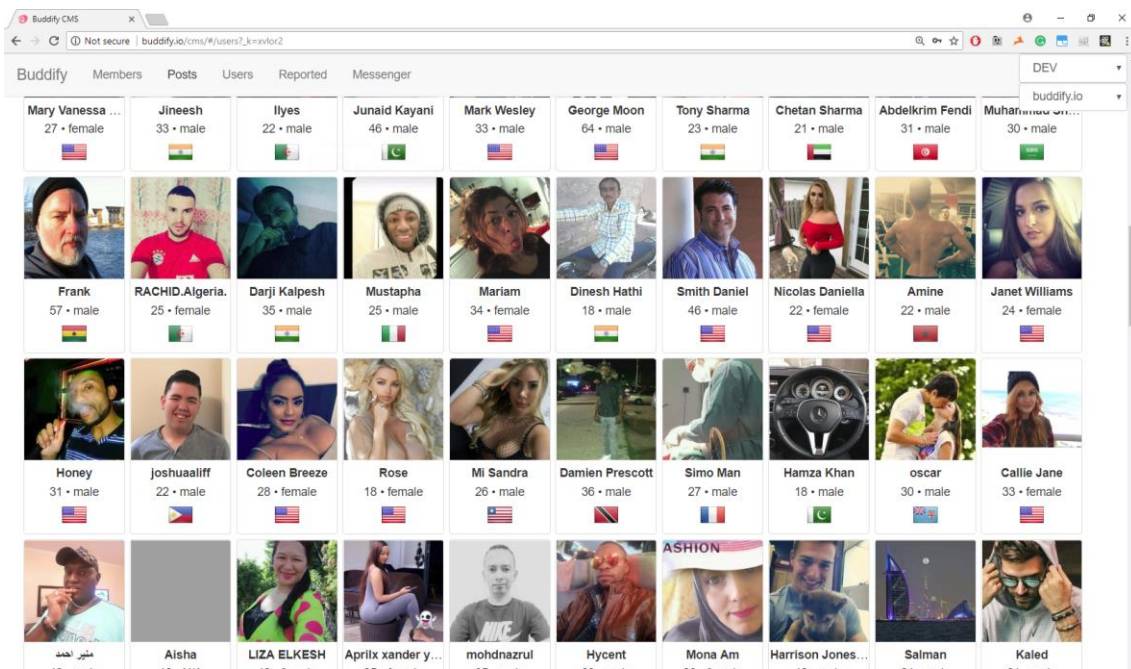 Buddify CMS
Not secure | buddify.io/cms/#/users?_k=xvlor2
Buddify Members Posts Users Reported Messenger
DEV
buddify.io
Mary Vanessa ... Jineesh Ilyes Junaid Kayani Mark Wesley George Moon Tony Sharma Chetan Sharma Abdelkrim Fendi
27 • female 33 • male 22 • male 46 • male 33 • male 64 • male 23 • male 21 • male 31 • male 30 • male
Frank RACHID.Algeria. Darji Kalpesh Mustapha Mariam Dinesh Hathi Smith Daniel Nicolas Daniella Amine Janet Williams
57 • male 25 • female 35 • male 25 • male 34 • female 18 • male 46 • male 22 • female 22 • male 24 • female
Honey joshuaaliff Coleen Breeze Rose Mi Sandra Damien Prescott Simo Man Hamza Khan oscar Callie Jane
31 • male 22 • male 28 • female 18 • female 26 • male 36 • male 27 • male 18 • male 30 • male 33 • female
ASHION
NIKE
منير احمد Aisha LIZA ELKESH Aprilx xander y... mohdnazrul Hycent Mona Am Harrison Jones... Salman Kaled